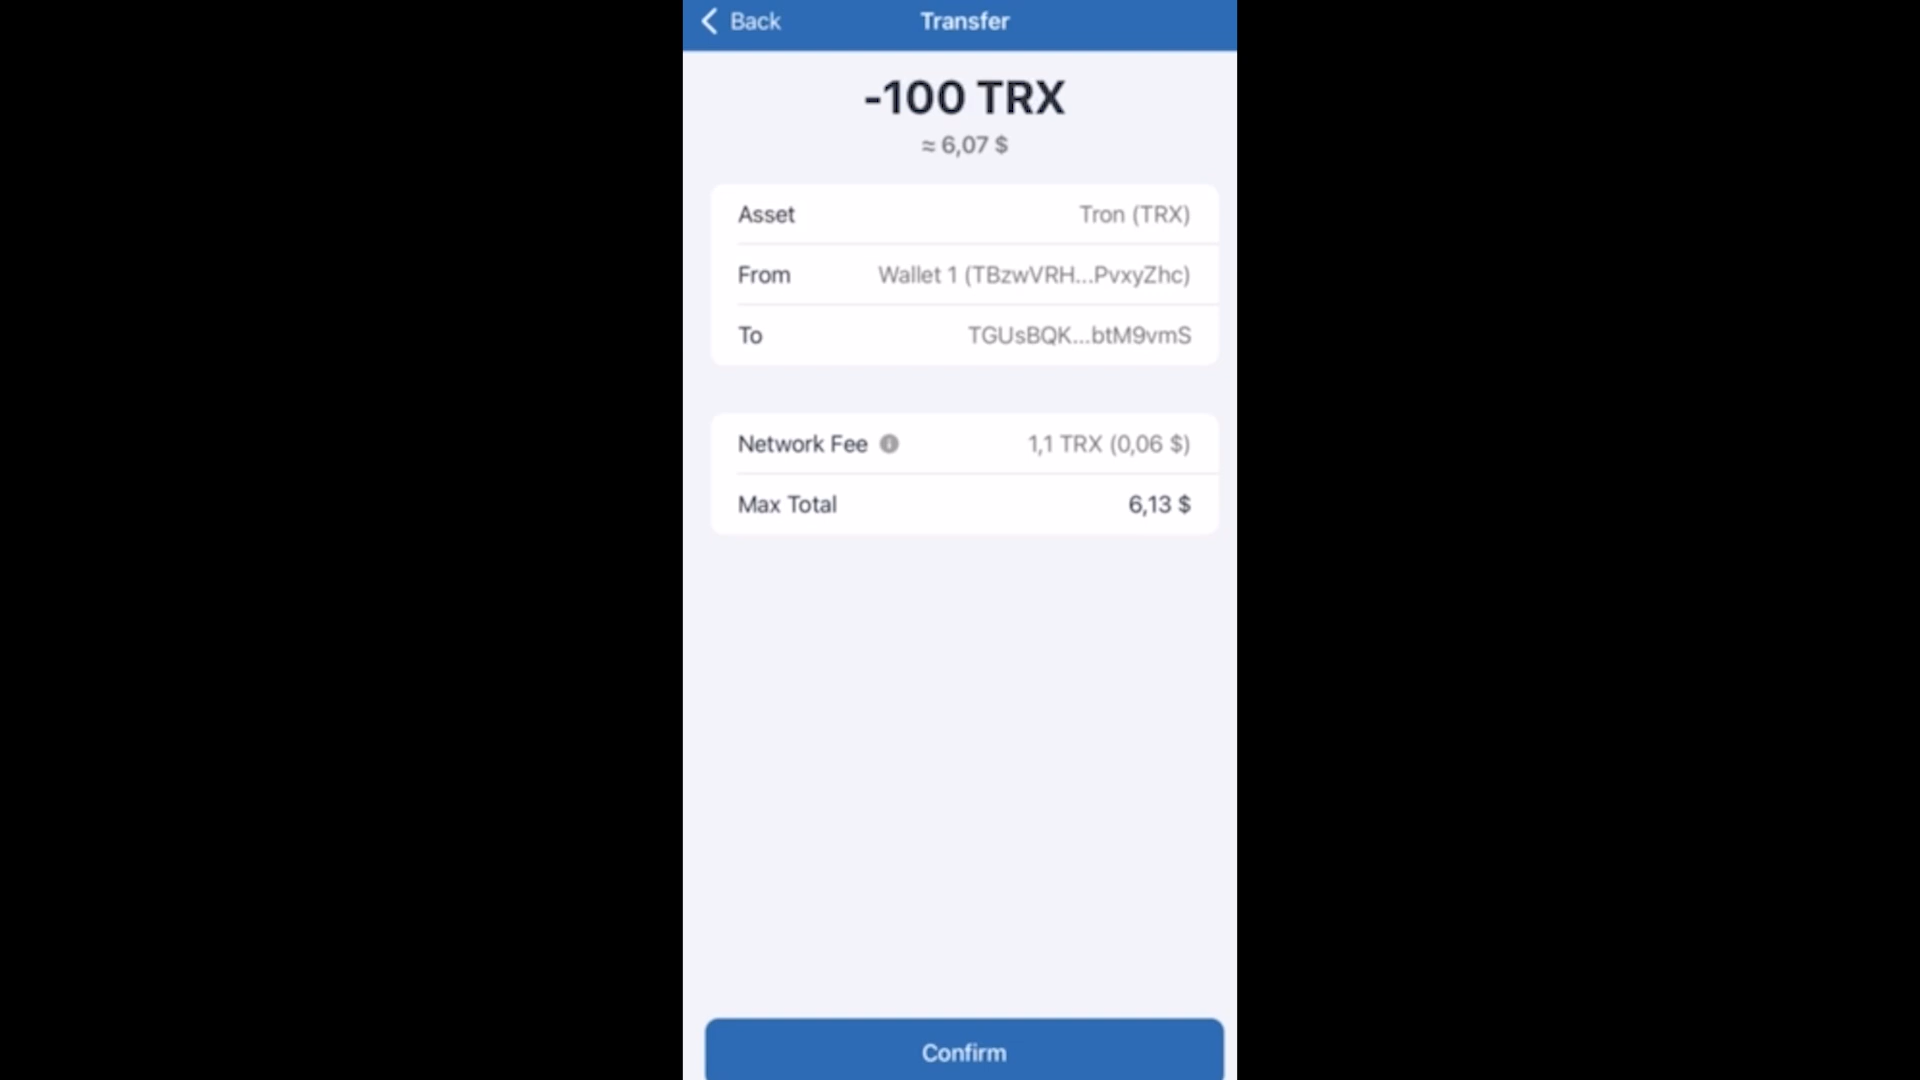 Back Transfer
-100 TRX
≈ 6,07 $
Asset Tron (TRX)
From Wallet 1 (TBzwVRH...PvxyZhc)
To TGUsBQK...btM9vmS
Network Fee 1,1 TRX (0,06 $)
Max Total 6,13 $
Confirm